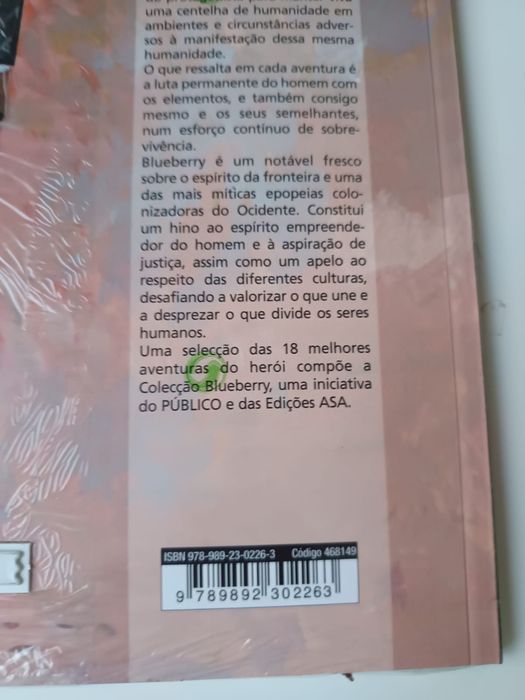 uma centelha de humanidade em
ambientes e circunstâncias adver-
sos à manifestação dessa mesma
humanidade.
O que ressalta em cada aventura é
a luta permanente do homem com
os elementos, e também consigo
mesmo e os seus semelhantes,
num esforço contínuo de sobre-
vivência.
Blueberry é um notável fresco
sobre o espírito da fronteira e uma
das mais míticas epopeias colo-
nizadoras do Ocidente. Constitui
um hino ao espírito empreende-
dor do homem e à aspiração de
justiça, assim como um apelo ao
respeito das diferentes culturas,
desafiando a valorizar o que une e
a desprezar o que divide os seres
humanos.
Uma selecção das 18 melhores
aventuras do herói compõe a
Colecção Blueberry, uma iniciativa
do PÚBLICO e das Edições ASA.
ISBN 978-989-23-0226-3 Código 468149
9 789892 302263